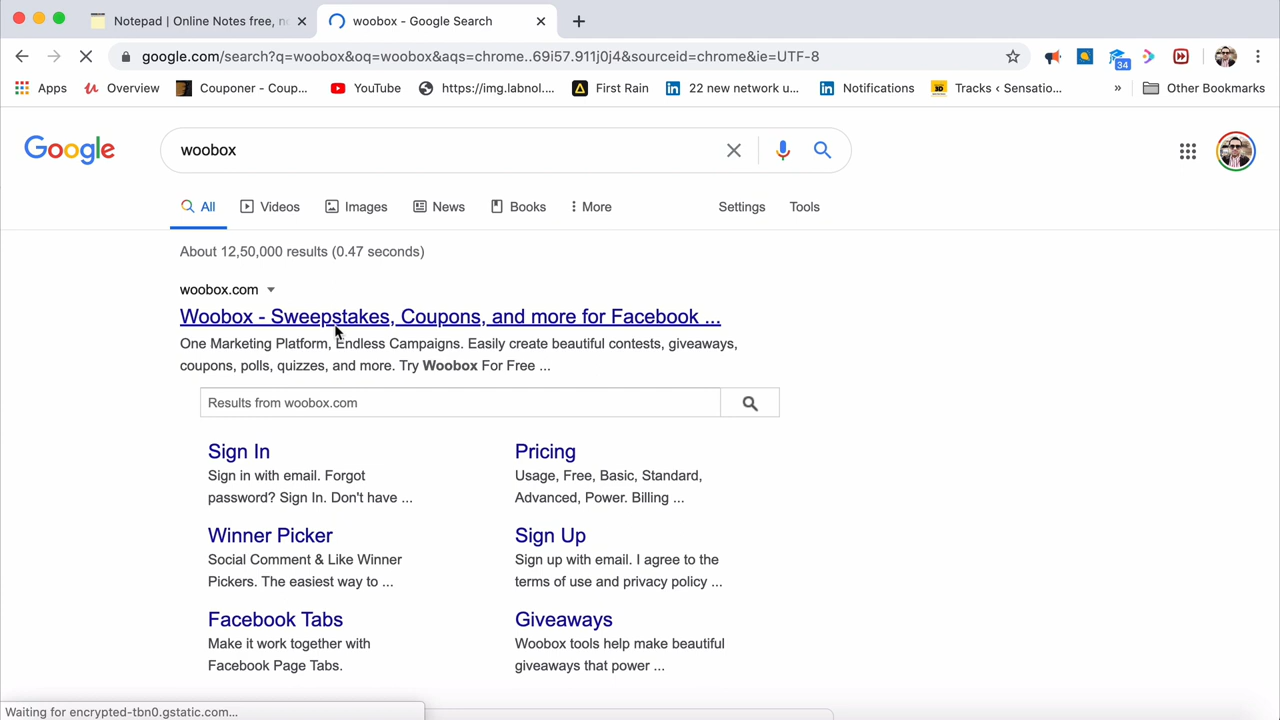 Notepad | Online Notes free, ne
woobox - Google Search
google.com/search?q=woobox&oq=woobox&aqs=chrome..69i57.911j0j4&sourceid=chrome&ie=UTF-8
34
Apps
Overview
Couponer - Coup...
YouTube
https://img.labnol....
First Rain
22 new network u...
Notifications
Tracks ‹ Sensatio...
»
Other Bookmarks
Google
woobox
All
Videos
Images
News
Books
More
Settings
Tools
About 12,50,000 results (0.47 seconds)
woobox.com
Woobox - Sweepstakes, Coupons, and more for Facebook ...
One Marketing Platform, Endless Campaigns. Easily create beautiful contests, giveaways,
coupons, polls, quizzes, and more. Try Woobox For Free ...
Results from woobox.com
Sign In
Sign in with email. Forgot
password? Sign In. Don't have ...
Pricing
Usage, Free, Basic, Standard,
Advanced, Power. Billing ...
Winner Picker
Social Comment & Like Winner
Pickers. The easiest way to ...
Sign Up
Sign up with email. I agree to the
terms of use and privacy policy ...
Facebook Tabs
Make it work together with
Facebook Page Tabs.
Giveaways
Woobox tools help make beautiful
giveaways that power ...
Waiting for encrypted-tbn0.gstatic.com...